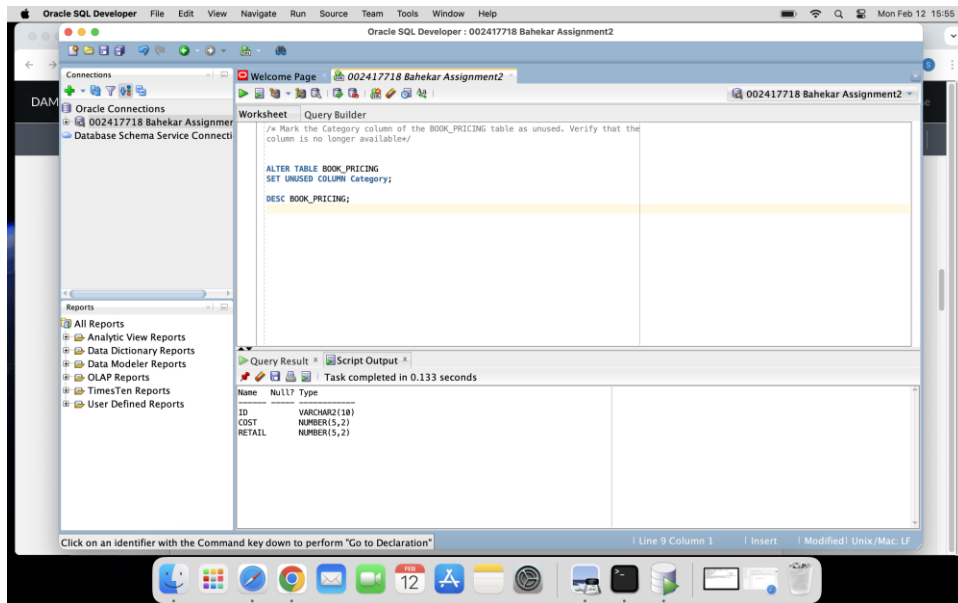 Oracle SQL Developer File Edit View Navigate Run Source Team Tools Window Help Mon Feb 12 15:55
Oracle SQL Developer : 002417718 Bahekar Assignment2
Connections
Oracle Connections
002417718 Bahekar Assignmer
Database Schema Service Connecti
Reports
All Reports
Analytic View Reports
Data Dictionary Reports
Data Modeler Reports
OLAP Reports
TimesTen Reports
User Defined Reports
Welcome Page 002417718 Bahekar Assignment2
002417718 Bahekar Assignment2
Worksheet Query Builder
/* Mark the Category column of the BOOK_PRICING table as unused. Verify that the
column is no longer available*/
ALTER TABLE BOOK_PRICING
SET UNUSED COLUMN Category;
DESC BOOK_PRICING;
Query Result Script Output
Task completed in 0.133 seconds
Name Null? Type
------ ----- ------------
ID VARCHAR2(10)
COST NUMBER(5,2)
RETAIL NUMBER(5,2)
Click on an identifier with the Command key down to perform "Go to Declaration"
Line 9 Column 1 Insert Modified Unix/Mac: LF
DAM
FEB
12